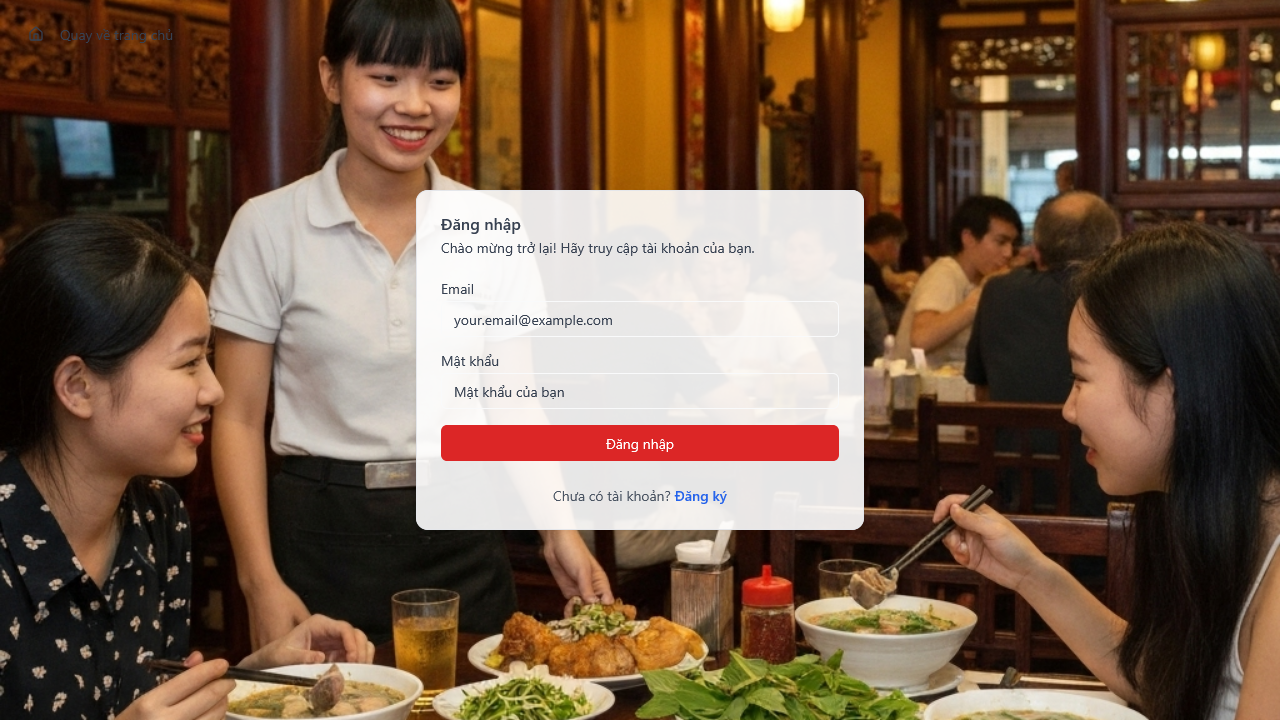 Quay về trang chủ
Đăng nhập
Chào mừng trở lại! Hãy truy cập tài khoản của bạn.
Email
your.email@example.com
Mật khẩu
Mật khẩu của bạn
Đăng nhập
Chưa có tài khoản? Đăng ký